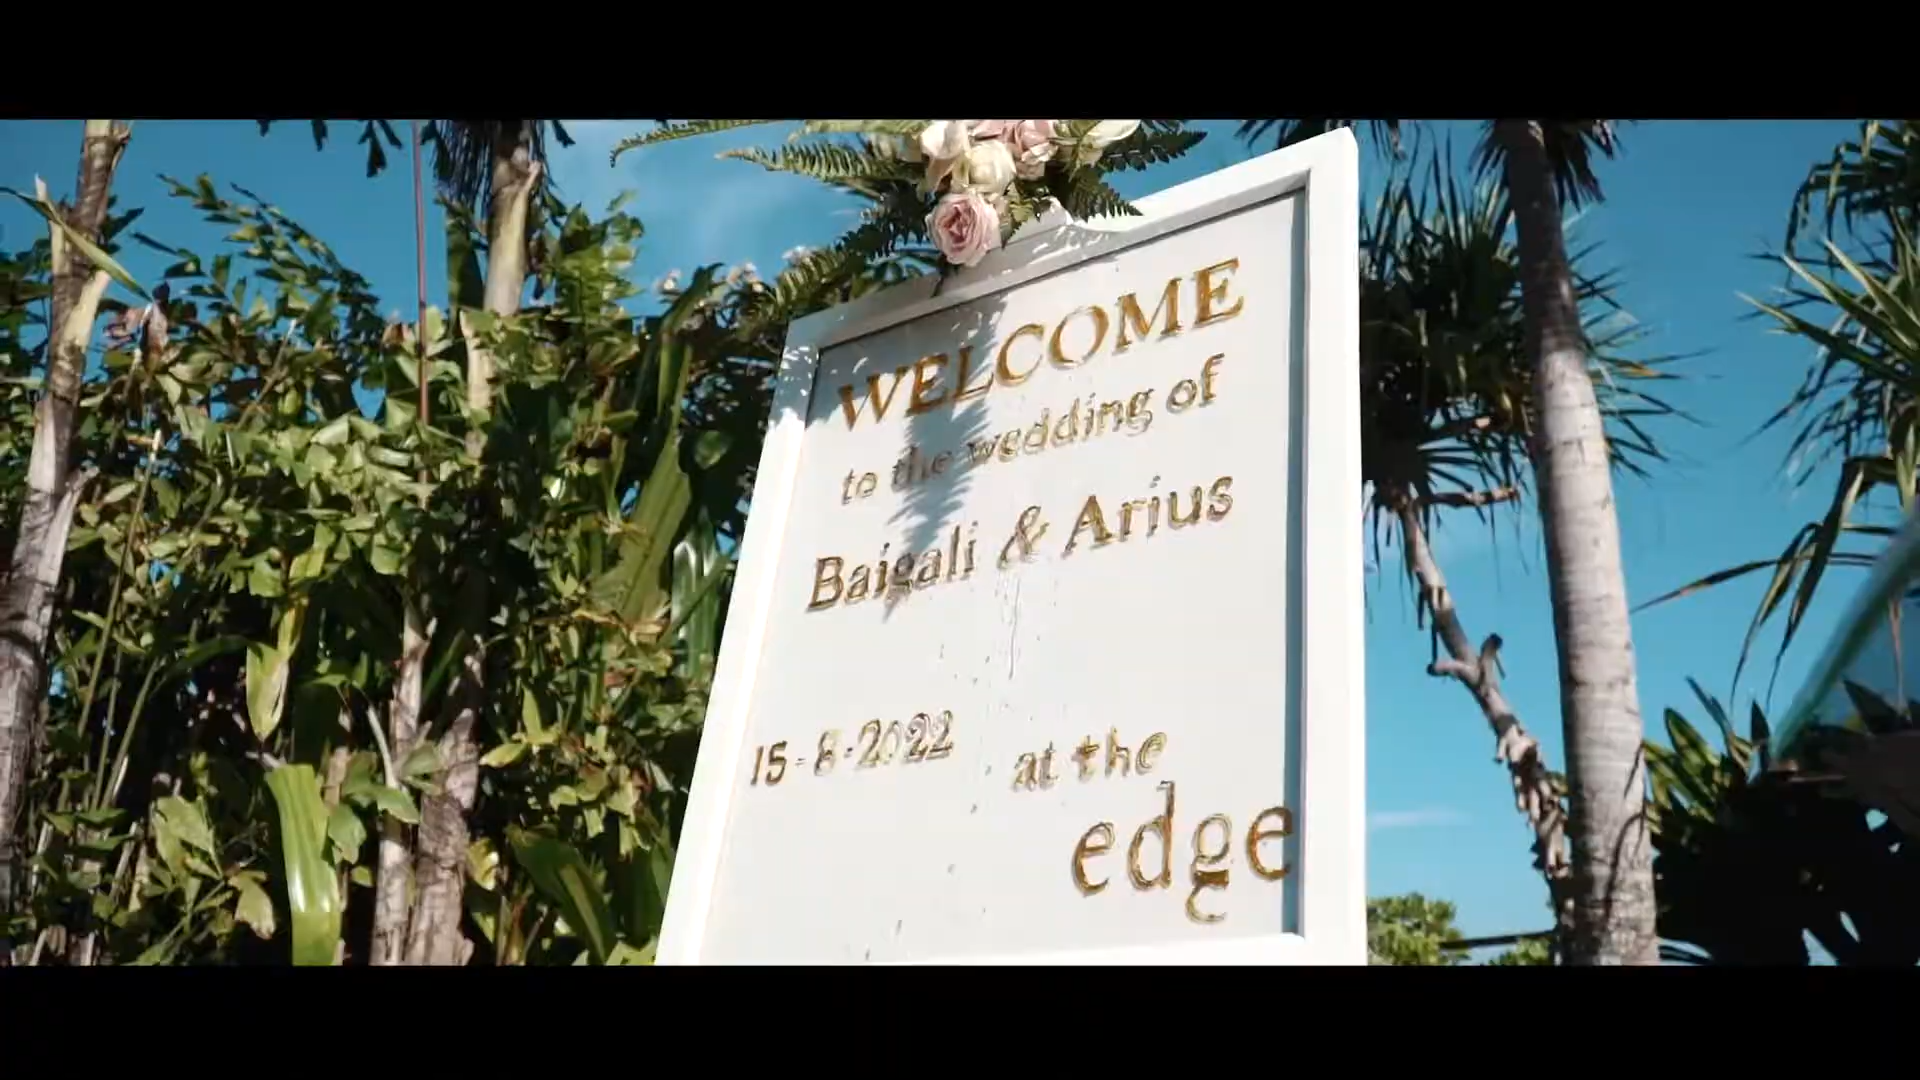 WELCOME
to the wedding of
Baigali & Arius
15-8-2022 at the
edge